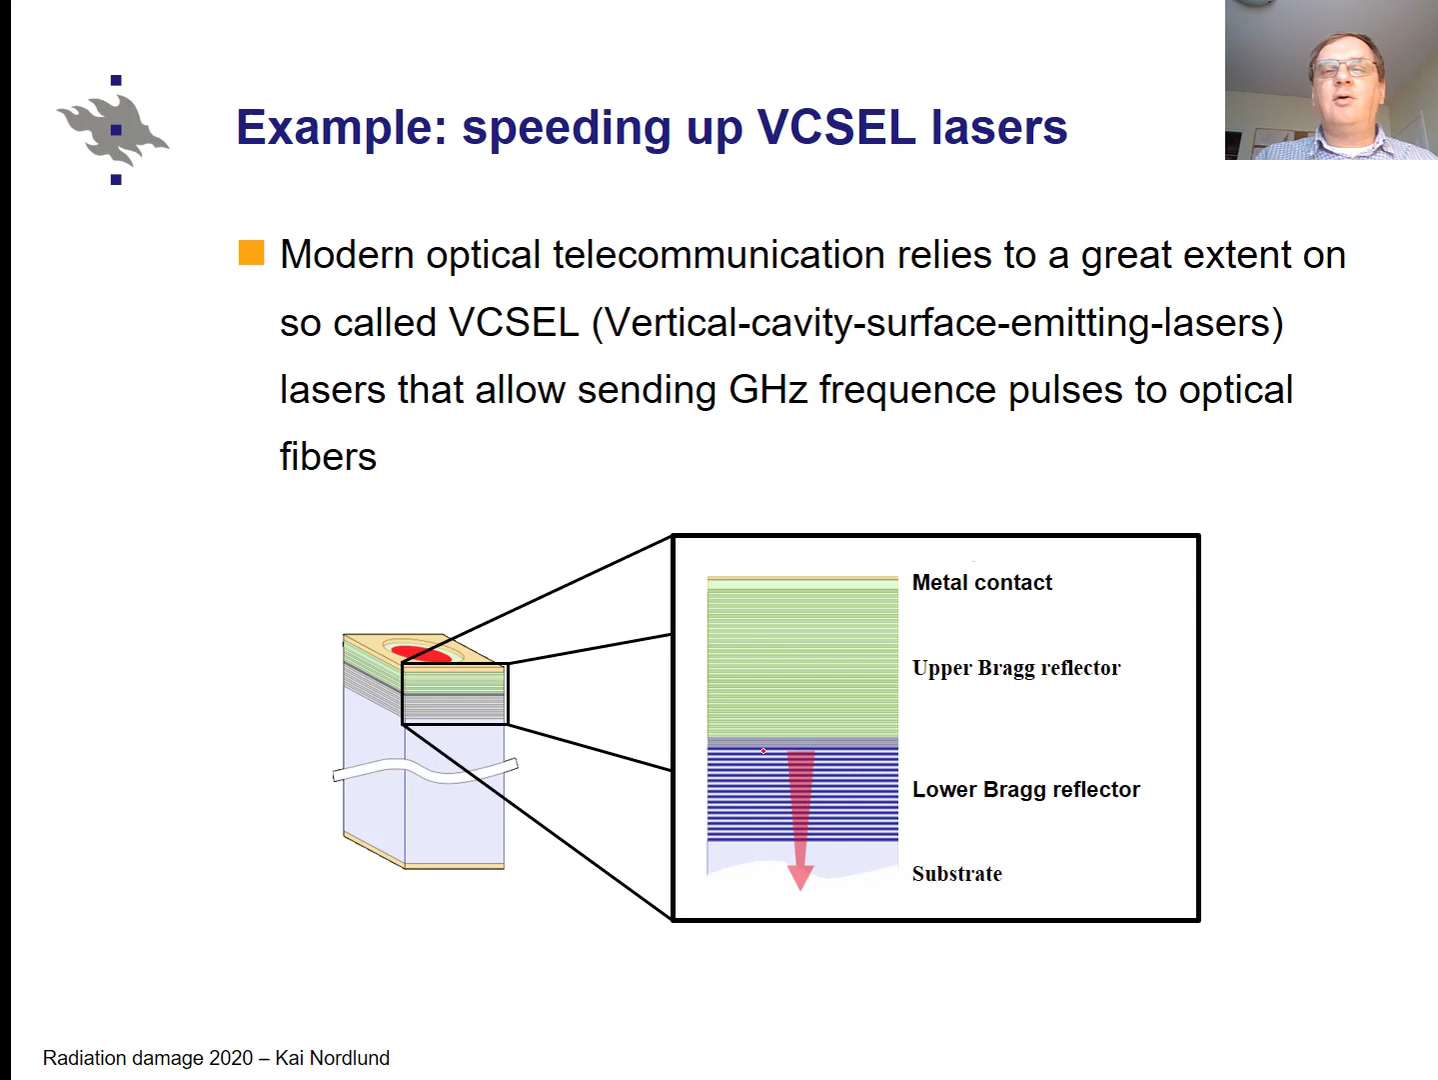 Example: speeding up VCSEL lasers
Modern optical telecommunication relies to a great extent on
so called VCSEL (Vertical-cavity-surface-emitting-lasers)
lasers that allow sending GHz frequence pulses to optical
fibers
Metal contact
Upper Bragg reflector
Lower Bragg reflector
Substrate
Radiation damage 2020 – Kai Nordlund